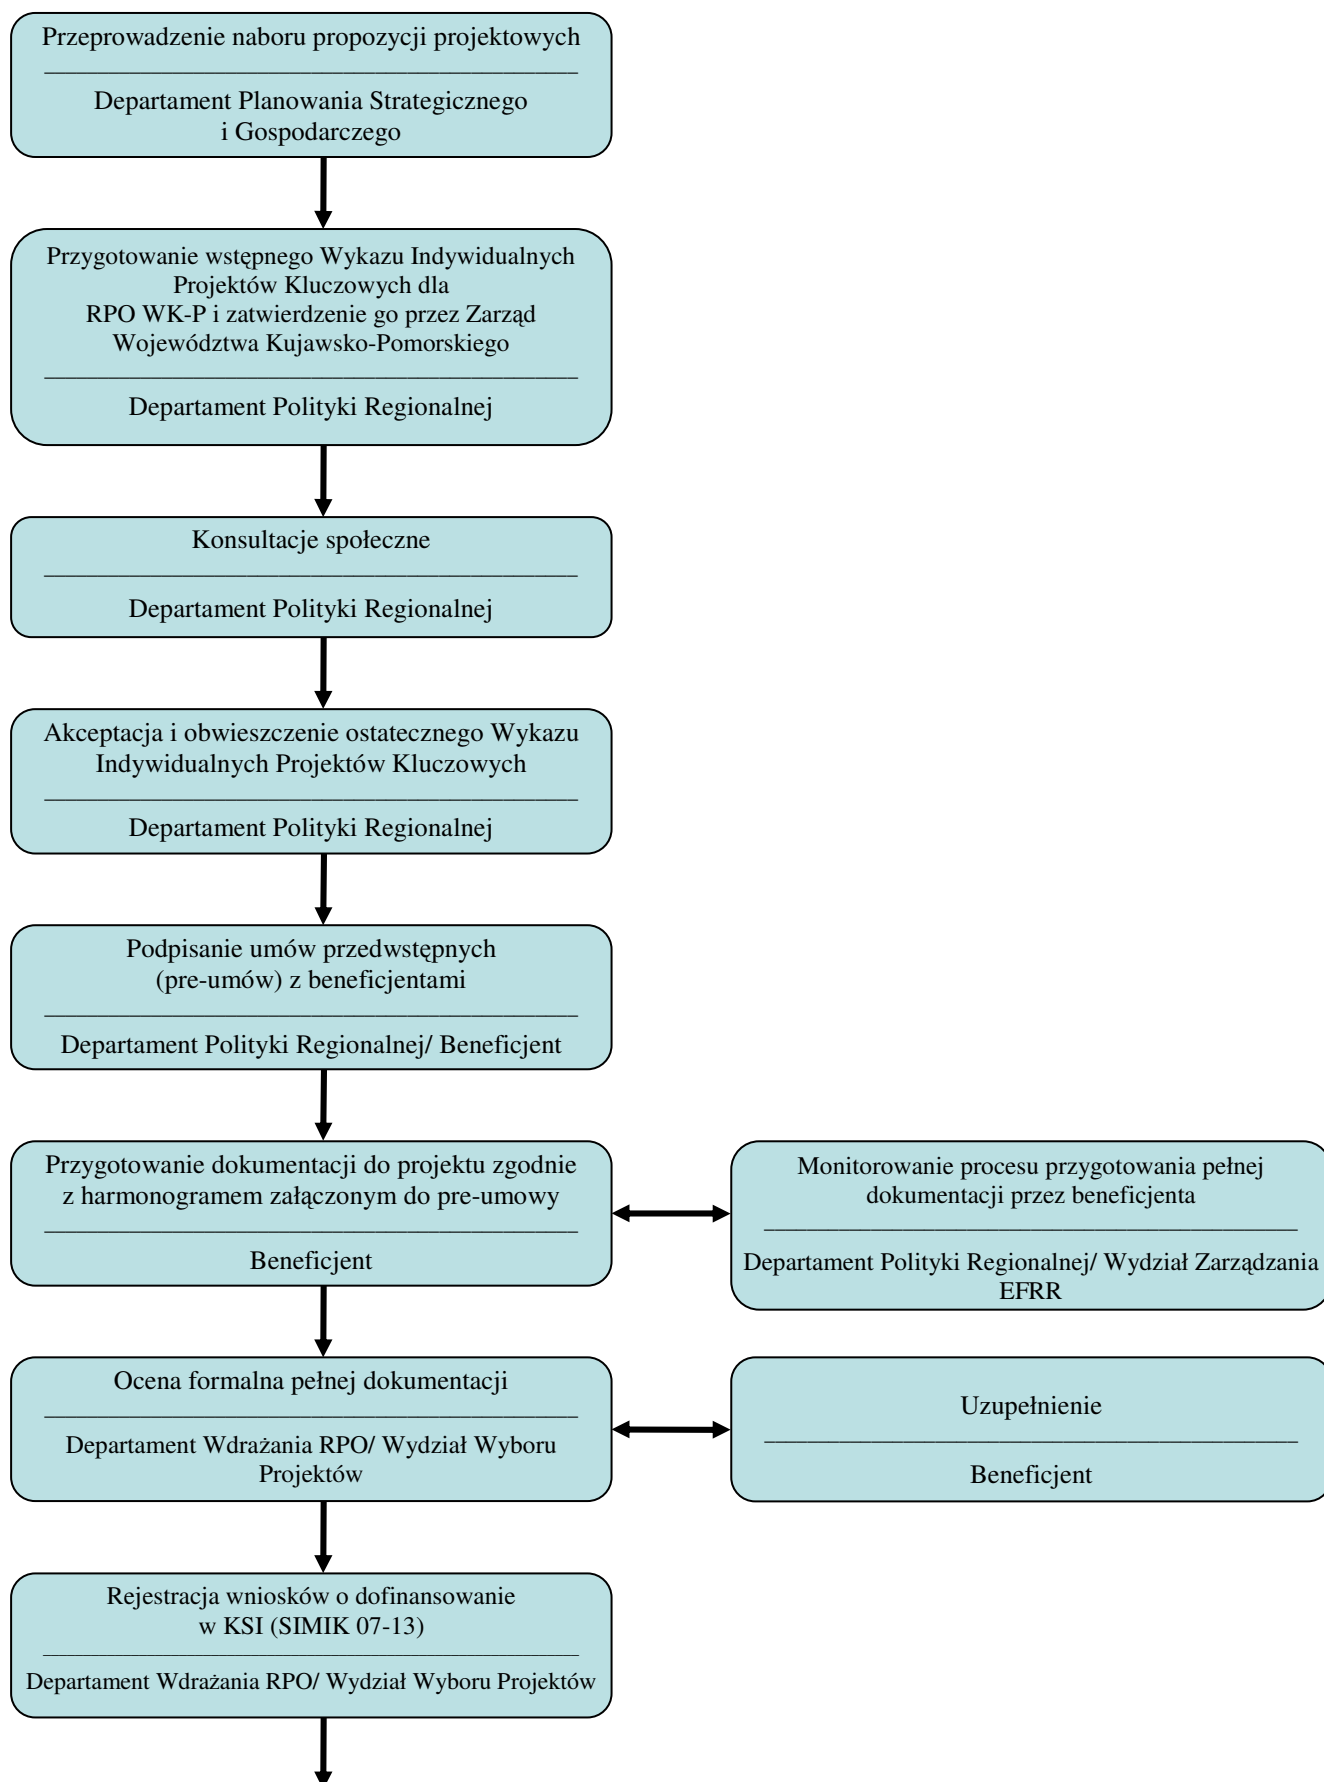 Przeprowadzenie naboru propozycji projektowych
Departament Planowania Strategicznego
i Gospodarczego
Przygotowanie wstępnego Wykazu Indywidualnych
Projektów Kluczowych dla
RPO WK-P i zatwierdzenie go przez Zarząd
Województwa Kujawsko-Pomorskiego
Departament Polityki Regionalnej
Konsultacje społeczne
Departament Polityki Regionalnej
Akceptacja i obwieszczenie ostatecznego Wykazu
Indywidualnych Projektów Kluczowych
Departament Polityki Regionalnej
Podpisanie umów przedwstępnych
(pre-umów) z beneficjentami
Departament Polityki Regionalnej/ Beneficjent
Przygotowanie dokumentacji do projektu zgodnie
z harmonogramem załączonym do pre-umowy
Beneficjent
Monitorowanie procesu przygotowania pełnej
dokumentacji przez beneficjenta
Departament Polityki Regionalnej/ Wydział Zarządzania
EFRR
Ocena formalna pełnej dokumentacji
Departament Wdrażania RPO/ Wydział Wyboru
Projektów
Uzupełnienie
Beneficjent
Rejestracja wniosków o dofinansowanie
w KSI (SIMIK 07-13)
Departament Wdrażania RPO/ Wydział Wyboru Projektów